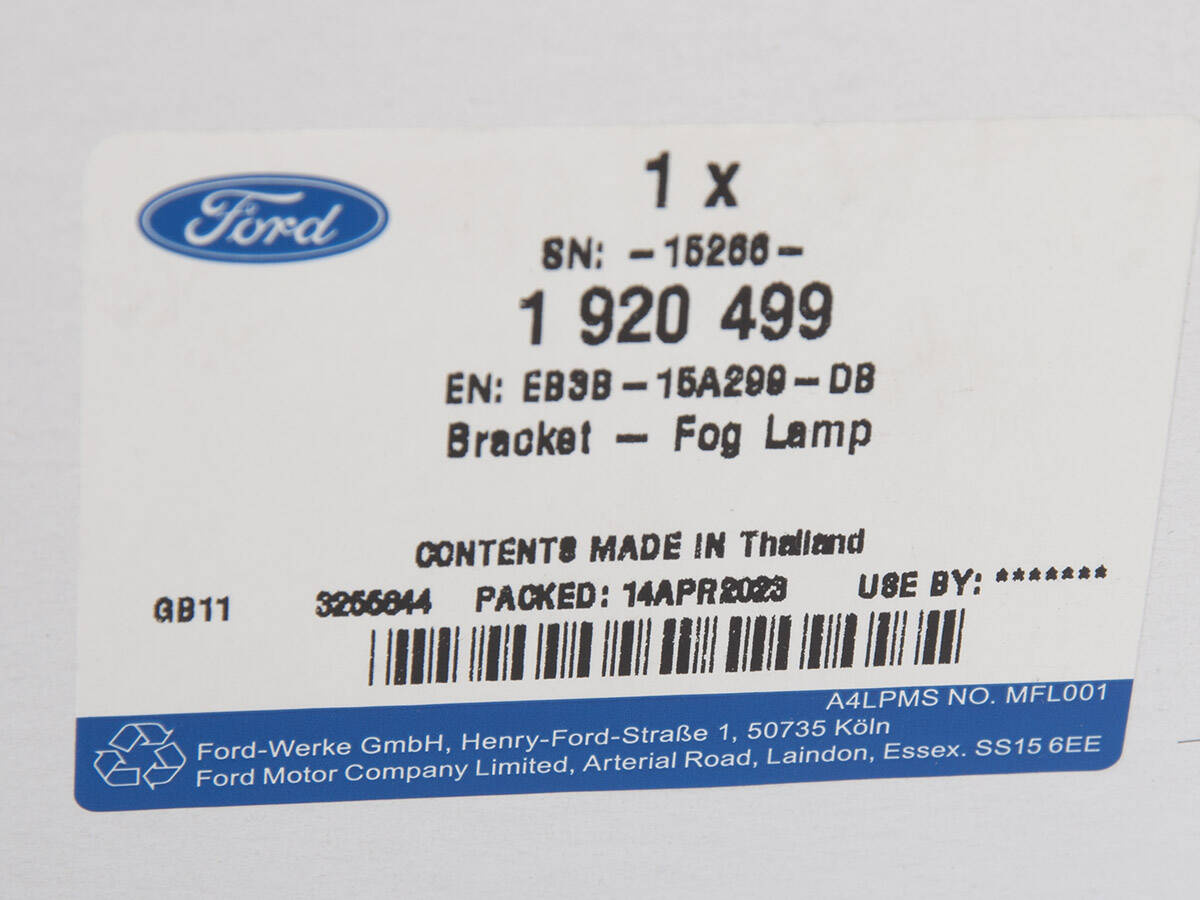 Ford
1 x
SN: -15266-
1 920 499
EN: EB3B-15A299-DB
Bracket - Fog Lamp
CONTENTS MADE IN Thailand
GB11 PACKED: 14APR2023 USE BY: *******
A4LPMS NO. MFL001
Ford-Werke GmbH, Henry-Ford-Straße 1, 50735 Köln
Ford Motor Company Limited, Arterial Road, Laindon, Essex. SS15 6EE